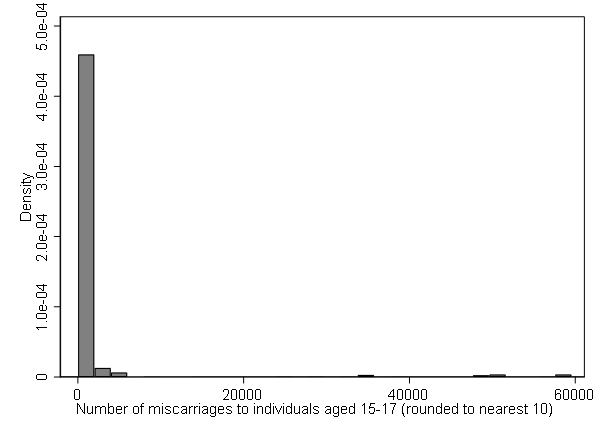 5.0e-04
4.0e-04
3.0e-04
2.0e-04
1.0e-04
0
Density
0 20000 40000 60000
Number of miscarriages to individuals aged 15-17 (rounded to nearest 10)